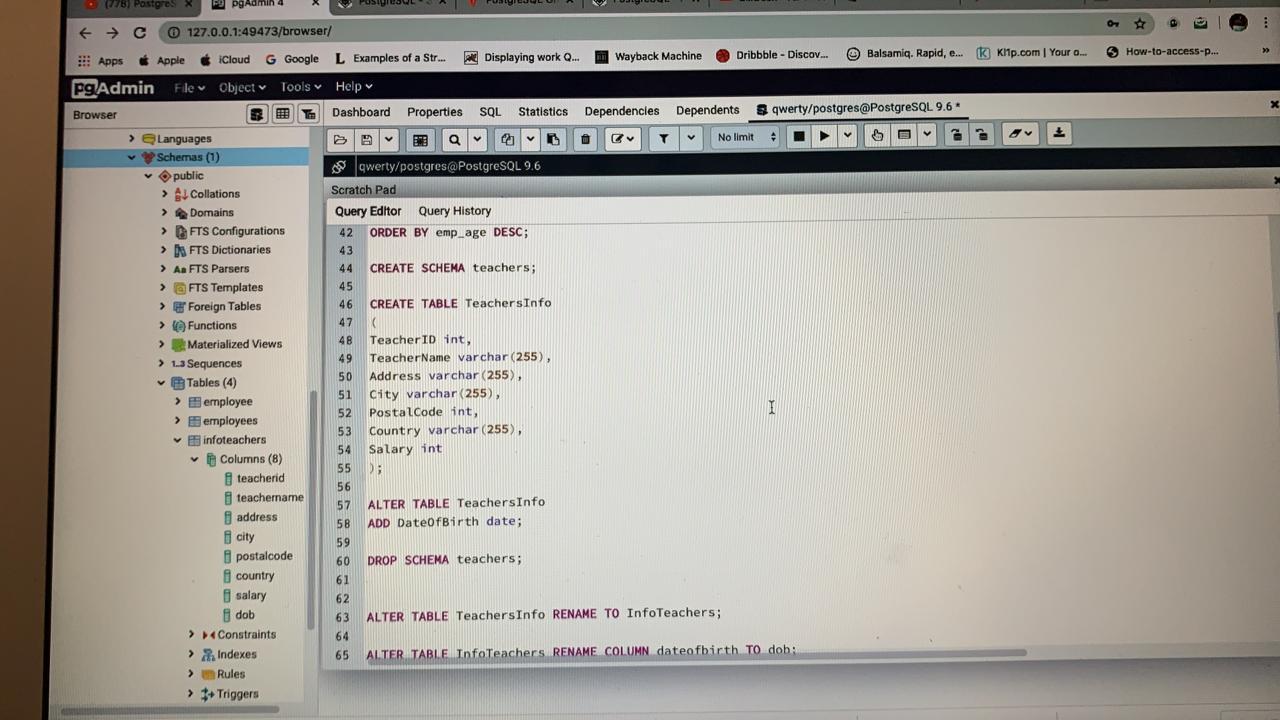 (778) PostgreS
pgAdmin 4
127.0.0.1:49473/browser/
Apps
Apple
iCloud
Google
Examples of a Str...
Displaying work Q...
Wayback Machine
Dribbble - Discov...
Balsamiq. Rapid, e...
Kl1p.com | Your o...
How-to-access-p...
»
pgAdmin
File
Object
Tools
Help
Browser
Dashboard
Properties
SQL
Statistics
Dependencies
Dependents
qwerty/postgres@PostgreSQL 9.6 *
No limit
qwerty/postgres@PostgreSQL 9.6
Scratch Pad
Query Editor
Query History
Languages
Schemas (1)
public
Collations
Domains
FTS Configurations
FTS Dictionaries
FTS Parsers
FTS Templates
Foreign Tables
Functions
Materialized Views
1..3 Sequences
Tables (4)
employee
employees
infoteachers
Columns (8)
teacherid
teachername
address
city
postalcode
country
salary
dob
Constraints
Indexes
Rules
Triggers
42 ORDER BY emp_age DESC;
43
44 CREATE SCHEMA teachers;
45
46 CREATE TABLE TeachersInfo
47 (
48 TeacherID int,
49 TeacherName varchar(255),
50 Address varchar(255),
51 City varchar(255),
52 PostalCode int,
53 Country varchar(255),
54 Salary int
55 );
56
57 ALTER TABLE TeachersInfo
58 ADD DateOfBirth date;
59
60 DROP SCHEMA teachers;
61
62
63 ALTER TABLE TeachersInfo RENAME TO InfoTeachers;
64
65 ALTER TABLE InfoTeachers RENAME COLUMN dateofbirth TO dob;